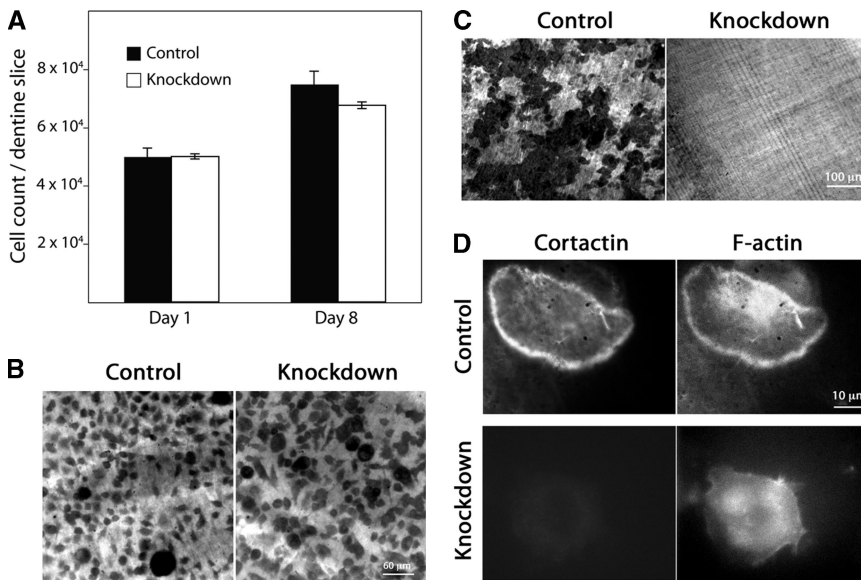 A
Cell count / dentine slice
8 x 10⁴
6 x 10⁴
4 x 10⁴
2 x 10⁴
Control
Knockdown
Day 1
Day 8
B
Control
Knockdown
60 μm
C
Control
Knockdown
100 μm
D
Cortactin
F-actin
Control
10 μm
Knockdown